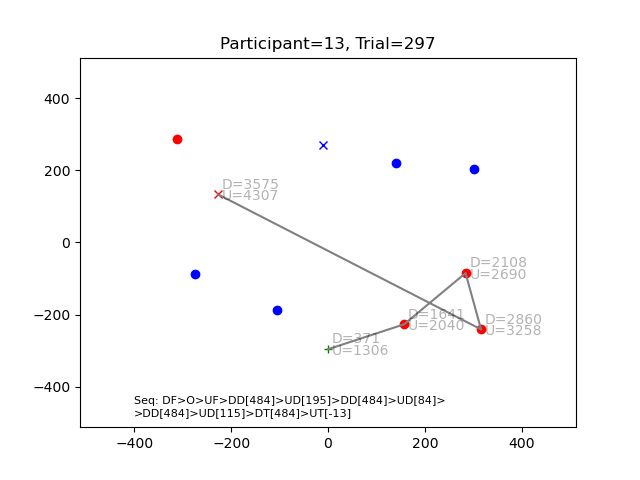 Participant=13, Trial=297
400
200
0
−200
−400
−400
−200
0
200
400
D=3575
U=4307
D=2108
U=2690
D=1641
U=2040
D=2860
U=3258
D=371
U=1306
Seq: DF>O>UF>DD[484]>UD[195]>DD[484]>UD[84]>
>DD[484]>UD[115]>DT[484]>UT[-13]